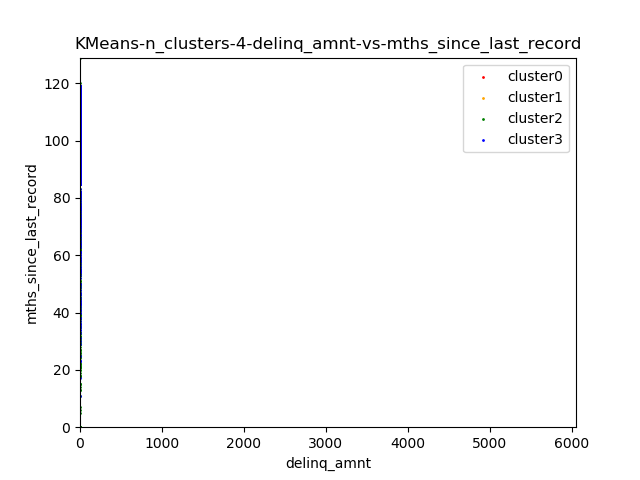 KMeans-n_clusters-4-delinq_amnt-vs-mths_since_last_record
cluster0
cluster1
cluster2
cluster3
mths_since_last_record
120
100
80
60
40
20
0
0 1000 2000 3000 4000 5000 6000
delinq_amnt